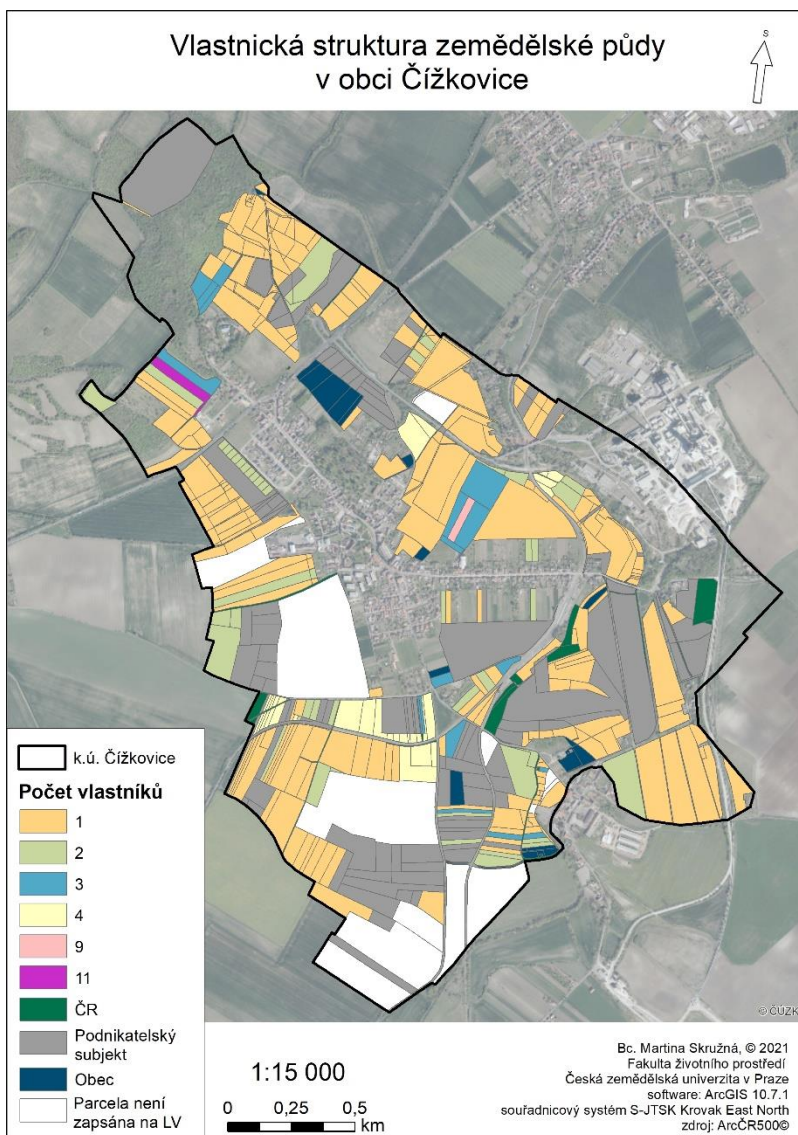 Vlastnická struktura zemědělské půdy
v obci Čížkovice
S
© ČÚZK
k.ú. Čížkovice
Počet vlastníků
1
2
3
4
9
11
ČR
Podnikatelský
subjekt
Obec
Parcela není
zapsána na LV
1:15 000
0 0,25 0,5
km
Bc. Martina Skružná, © 2021
Fakulta životního prostředí
Česká zemědělská univerzita v Praze
software: ArcGIS 10.7.1
souřadnicový systém S-JTSK Krovak East North
zdroj: ArcČR500©